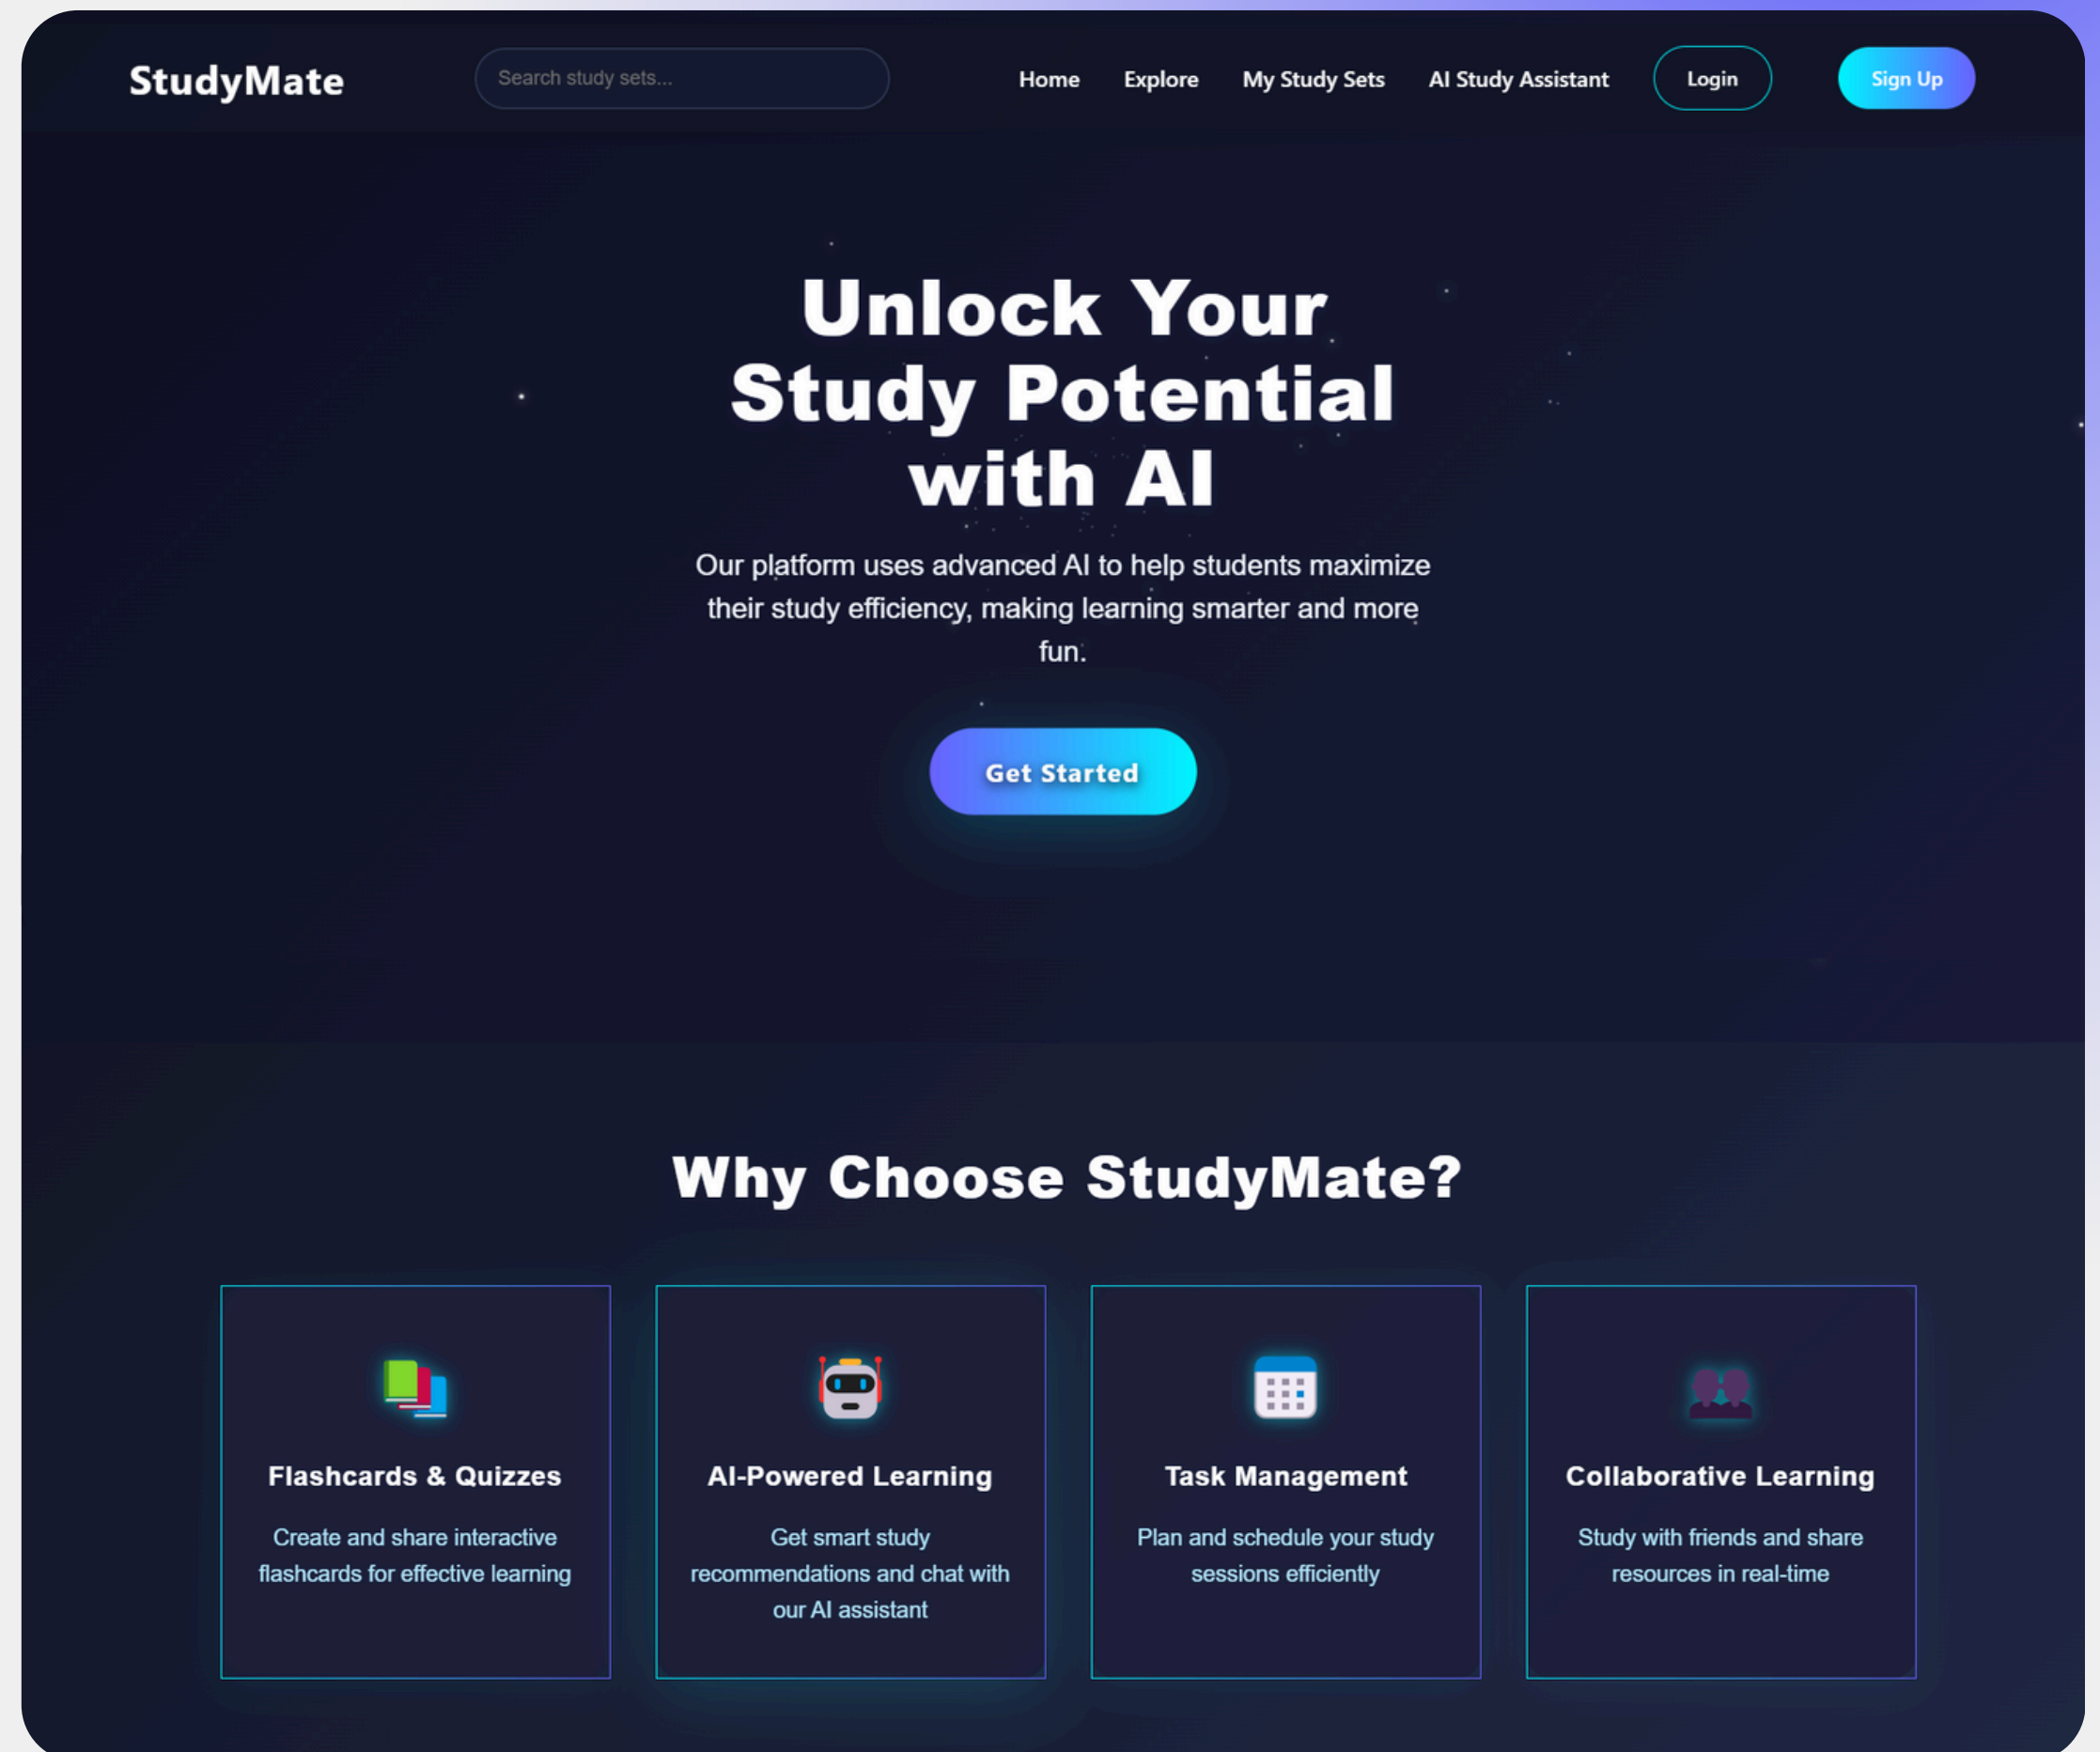 StudyMate
Search study sets...
Home
Explore
My Study Sets
AI Study Assistant
Login
Sign Up
Unlock Your
Study Potential
with AI
Our platform uses advanced AI to help students maximize
their study efficiency, making learning smarter and more
fun.
Get Started
Why Choose StudyMate?
Flashcards & Quizzes
Create and share interactive
flashcards for effective learning
AI-Powered Learning
Get smart study
recommendations and chat with
our AI assistant
Task Management
Plan and schedule your study
sessions efficiently
Collaborative Learning
Study with friends and share
resources in real-time